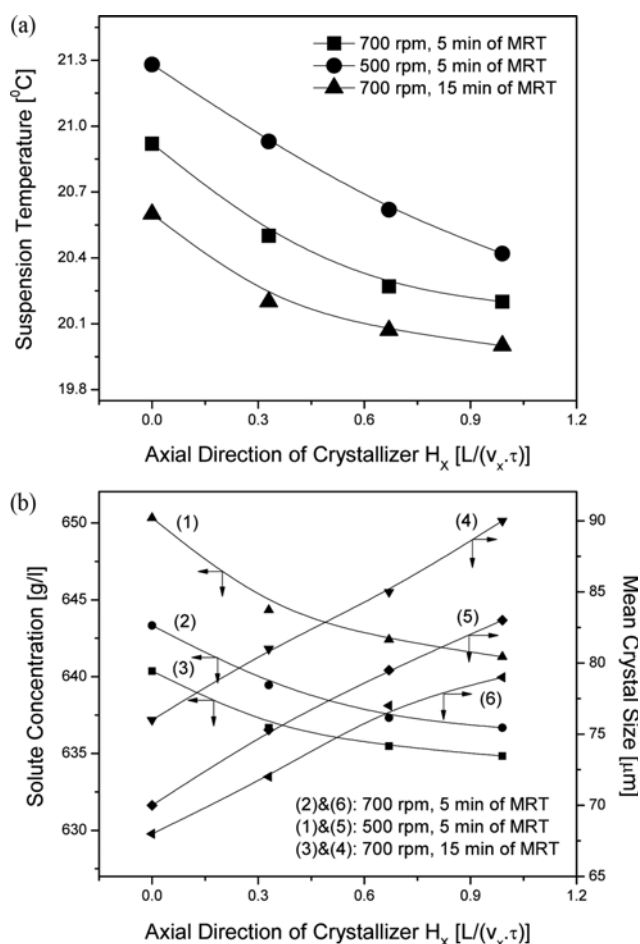 (a)
21.3
21.0
20.7
20.4
20.1
19.8
Suspension Temperature [⁰C]
700 rpm, 5 min of MRT
500 rpm, 5 min of MRT
700 rpm, 15 min of MRT
0.0 0.3 0.6 0.9 1.2
Axial Direction of Crystallizer Hₓ [L/(vₓ.τ)]
(b)
650
645
640
635
630
Solute Concentration [g/l]
(1)
(2)
(3)
(4)
(5)
(6)
90
85
80
75
70
65
Mean Crystal Size [μm]
(2)&(6): 700 rpm, 5 min of MRT
(1)&(5): 500 rpm, 5 min of MRT
(3)&(4): 700 rpm, 15 min of MRT
0.0 0.3 0.6 0.9 1.2
Axial Direction of Crystallizer Hₓ [L/(vₓ.τ)]